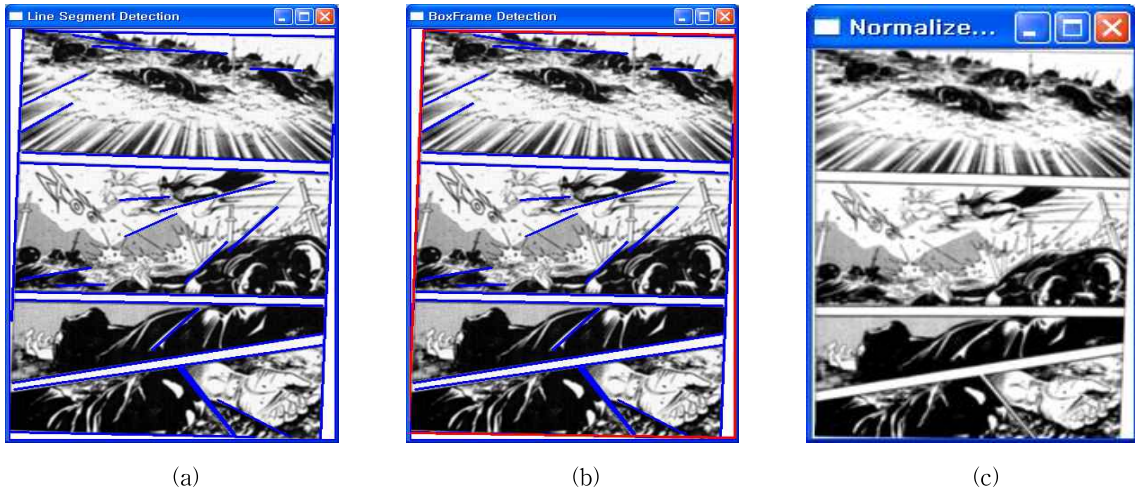 Line Segment Detection
BoxFrame Detection
Normalize...
(a)
(b)
(c)